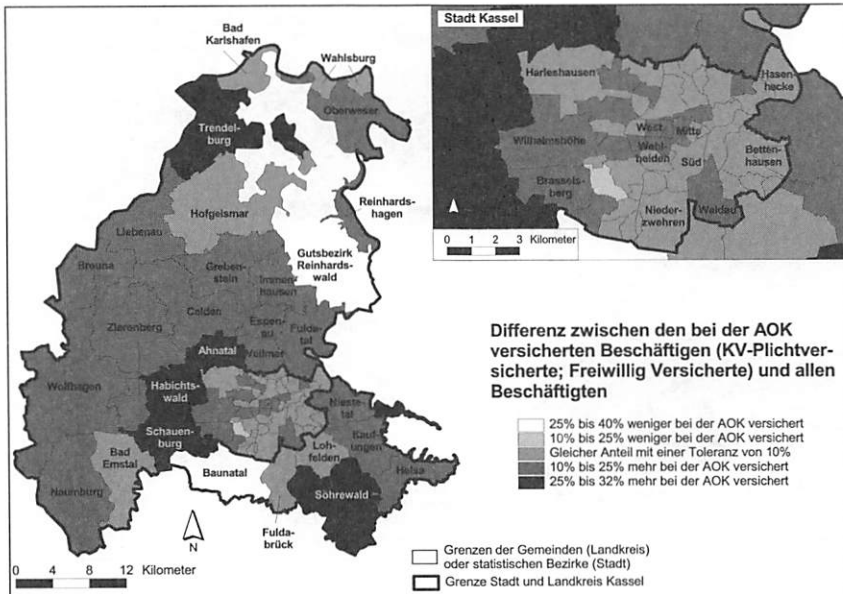 Bad
Karlshafen
Wahlsburg
Oberweser
Trendelburg
Reinhards-
hagen
Hofgeismar
Liebenau
Gutsbezirk
Reinhards-
wald
Breuna
Greben-
stein
Immen-
hausen
Calden
Zierenberg
Espen-
au
Fulda-
tal
Ahnatal
Vellmar
Wolfhagen
Habichts-
wald
Nieste-
tal
Schauen-
burg
Kauf-
ungen
Loh-
felden
Bad
Emstal
Helsa
Baunatal
Naumburg
Söhrewald
Fulda-
brück
N
0 4 8 12 Kilometer
Stadt Kassel
Harleshausen
Hasen-
hecke
West
Mitte
Wilhelmshöhe
Wehl-
heiden
Betten-
hausen
Süd
Brassels-
berg
Nieder-
zwehren
Waldau
0 1 2 3 Kilometer
Differenz zwischen den bei der AOK
versicherten Beschäftigen (KV-Plichtver-
sicherte; Freiwillig Versicherte) und allen
Beschäftigten
25% bis 40% weniger bei der AOK versichert
10% bis 25% weniger bei der AOK versichert
Gleicher Anteil mit einer Toleranz von 10%
10% bis 25% mehr bei der AOK versichert
25% bis 32% mehr bei der AOK versichert
Grenzen der Gemeinden (Landkreis)
oder statistischen Bezirke (Stadt)
Grenze Stadt und Landkreis Kassel